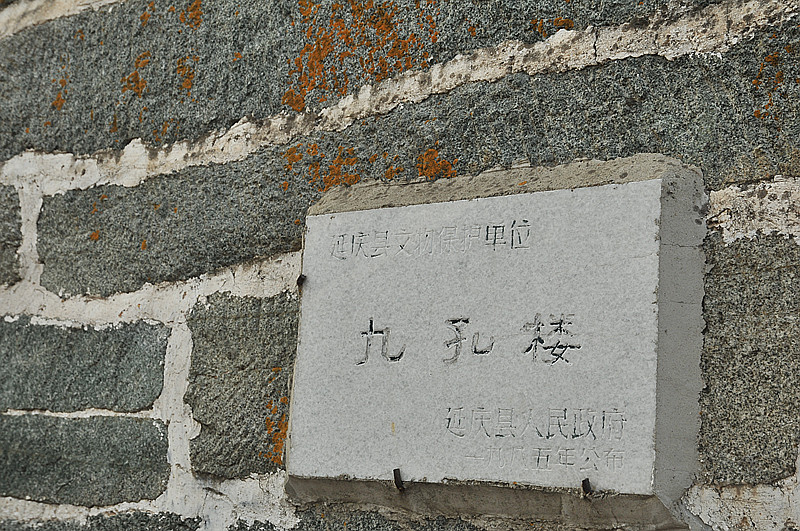 延庆县文物保护单位
九孔楼
延庆县人民政府
一九八五年公布